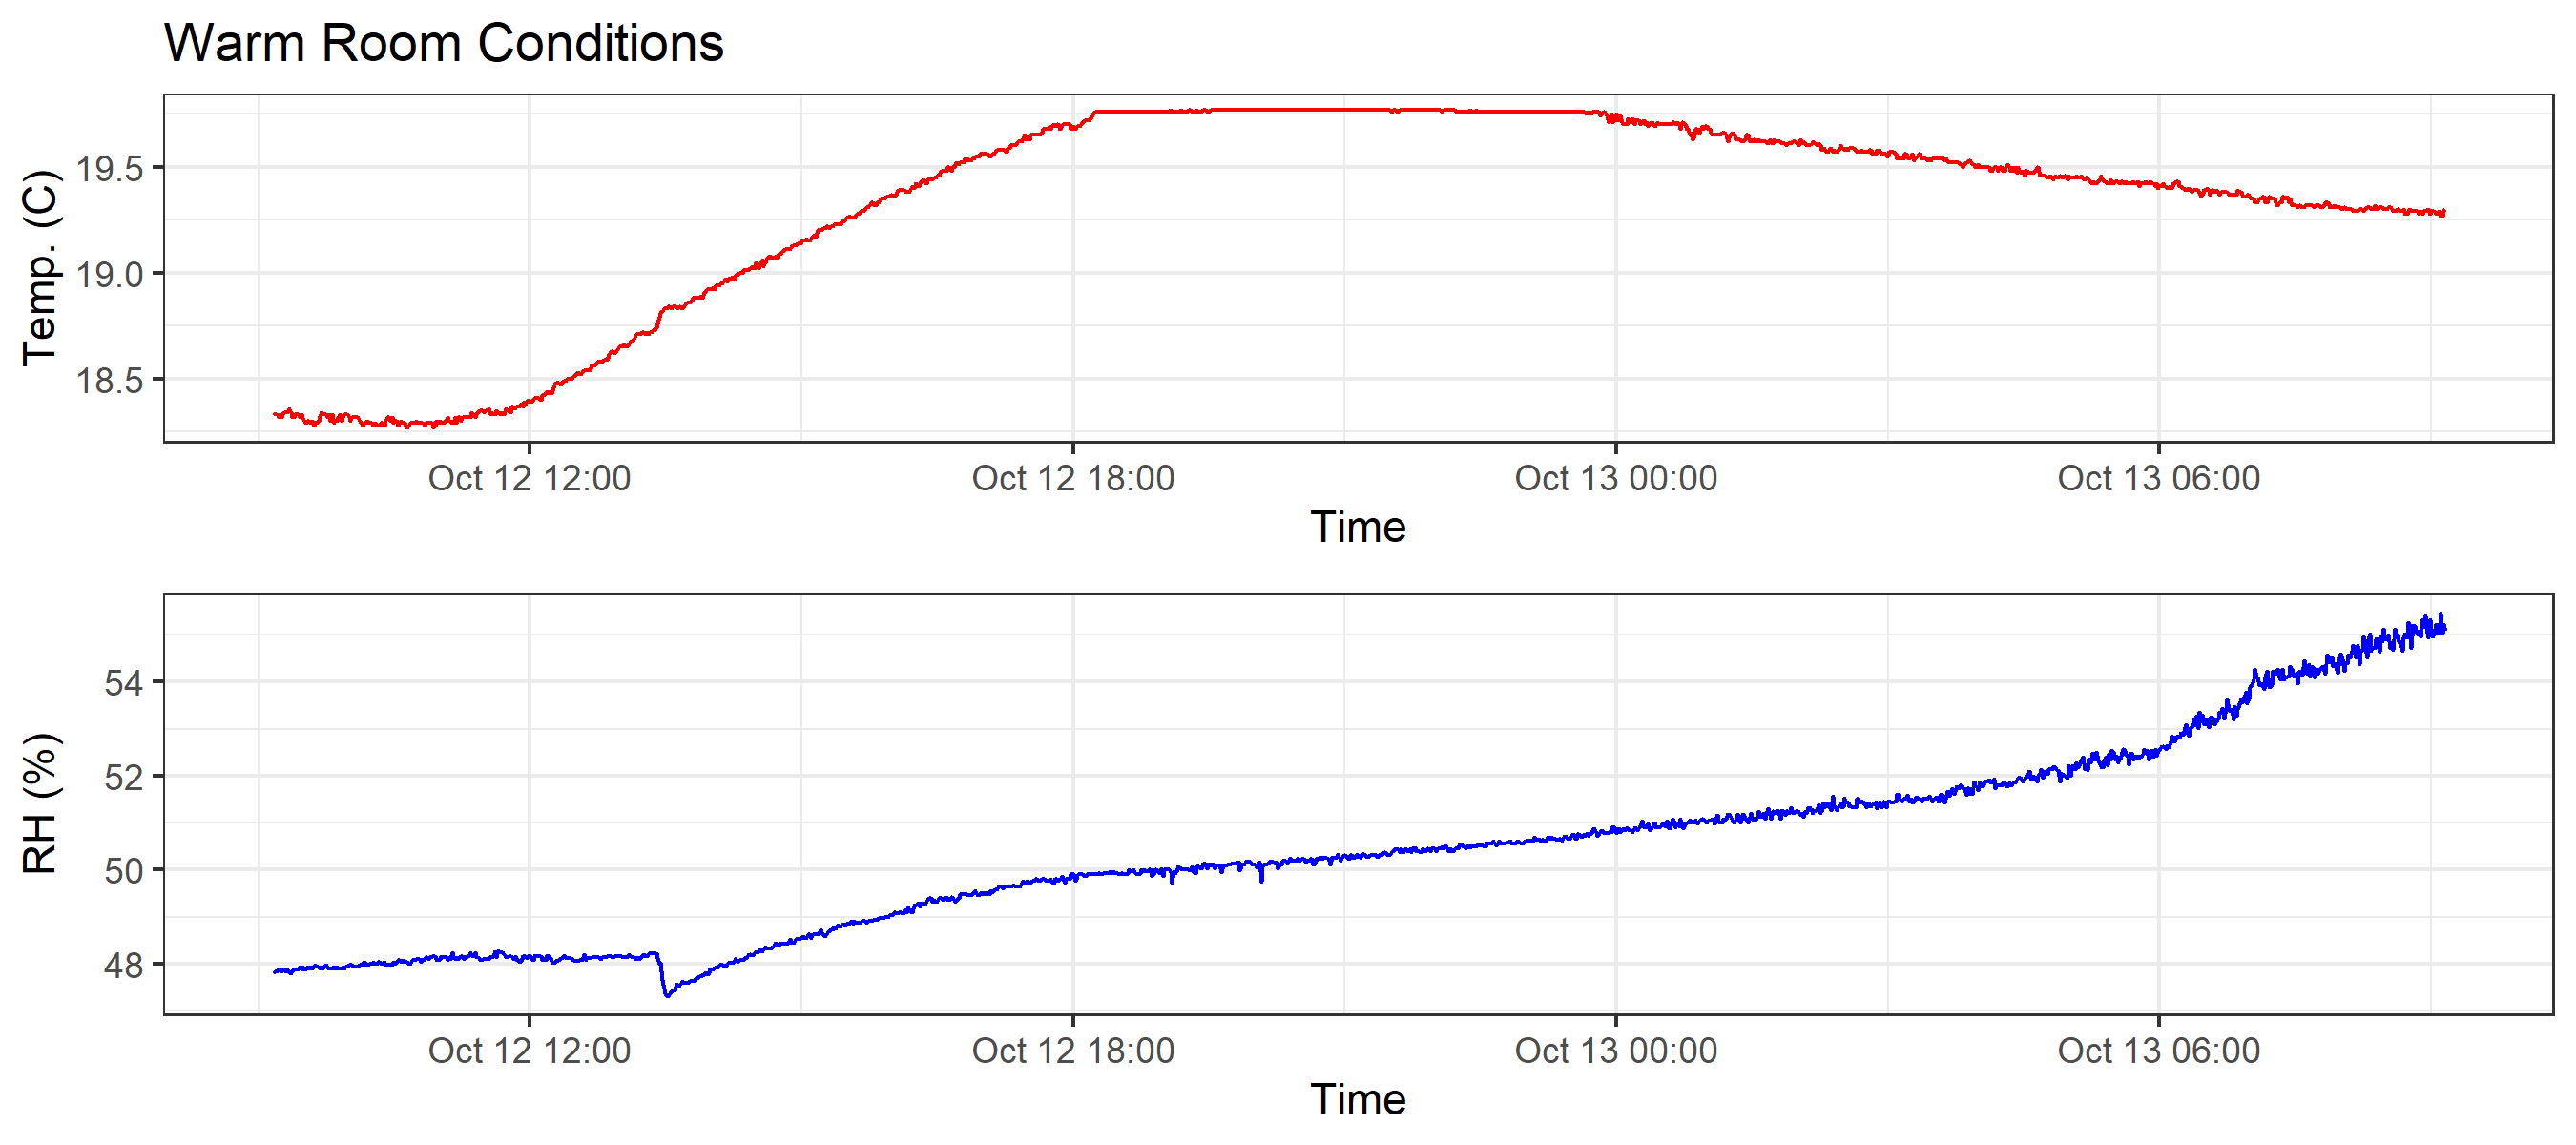 Warm Room Conditions
Temp. (C)
19.5
19.0
18.5
Oct 12 12:00 Oct 12 18:00 Oct 13 00:00 Oct 13 06:00
Time
RH (%)
54
52
50
48
Oct 12 12:00 Oct 12 18:00 Oct 13 00:00 Oct 13 06:00
Time